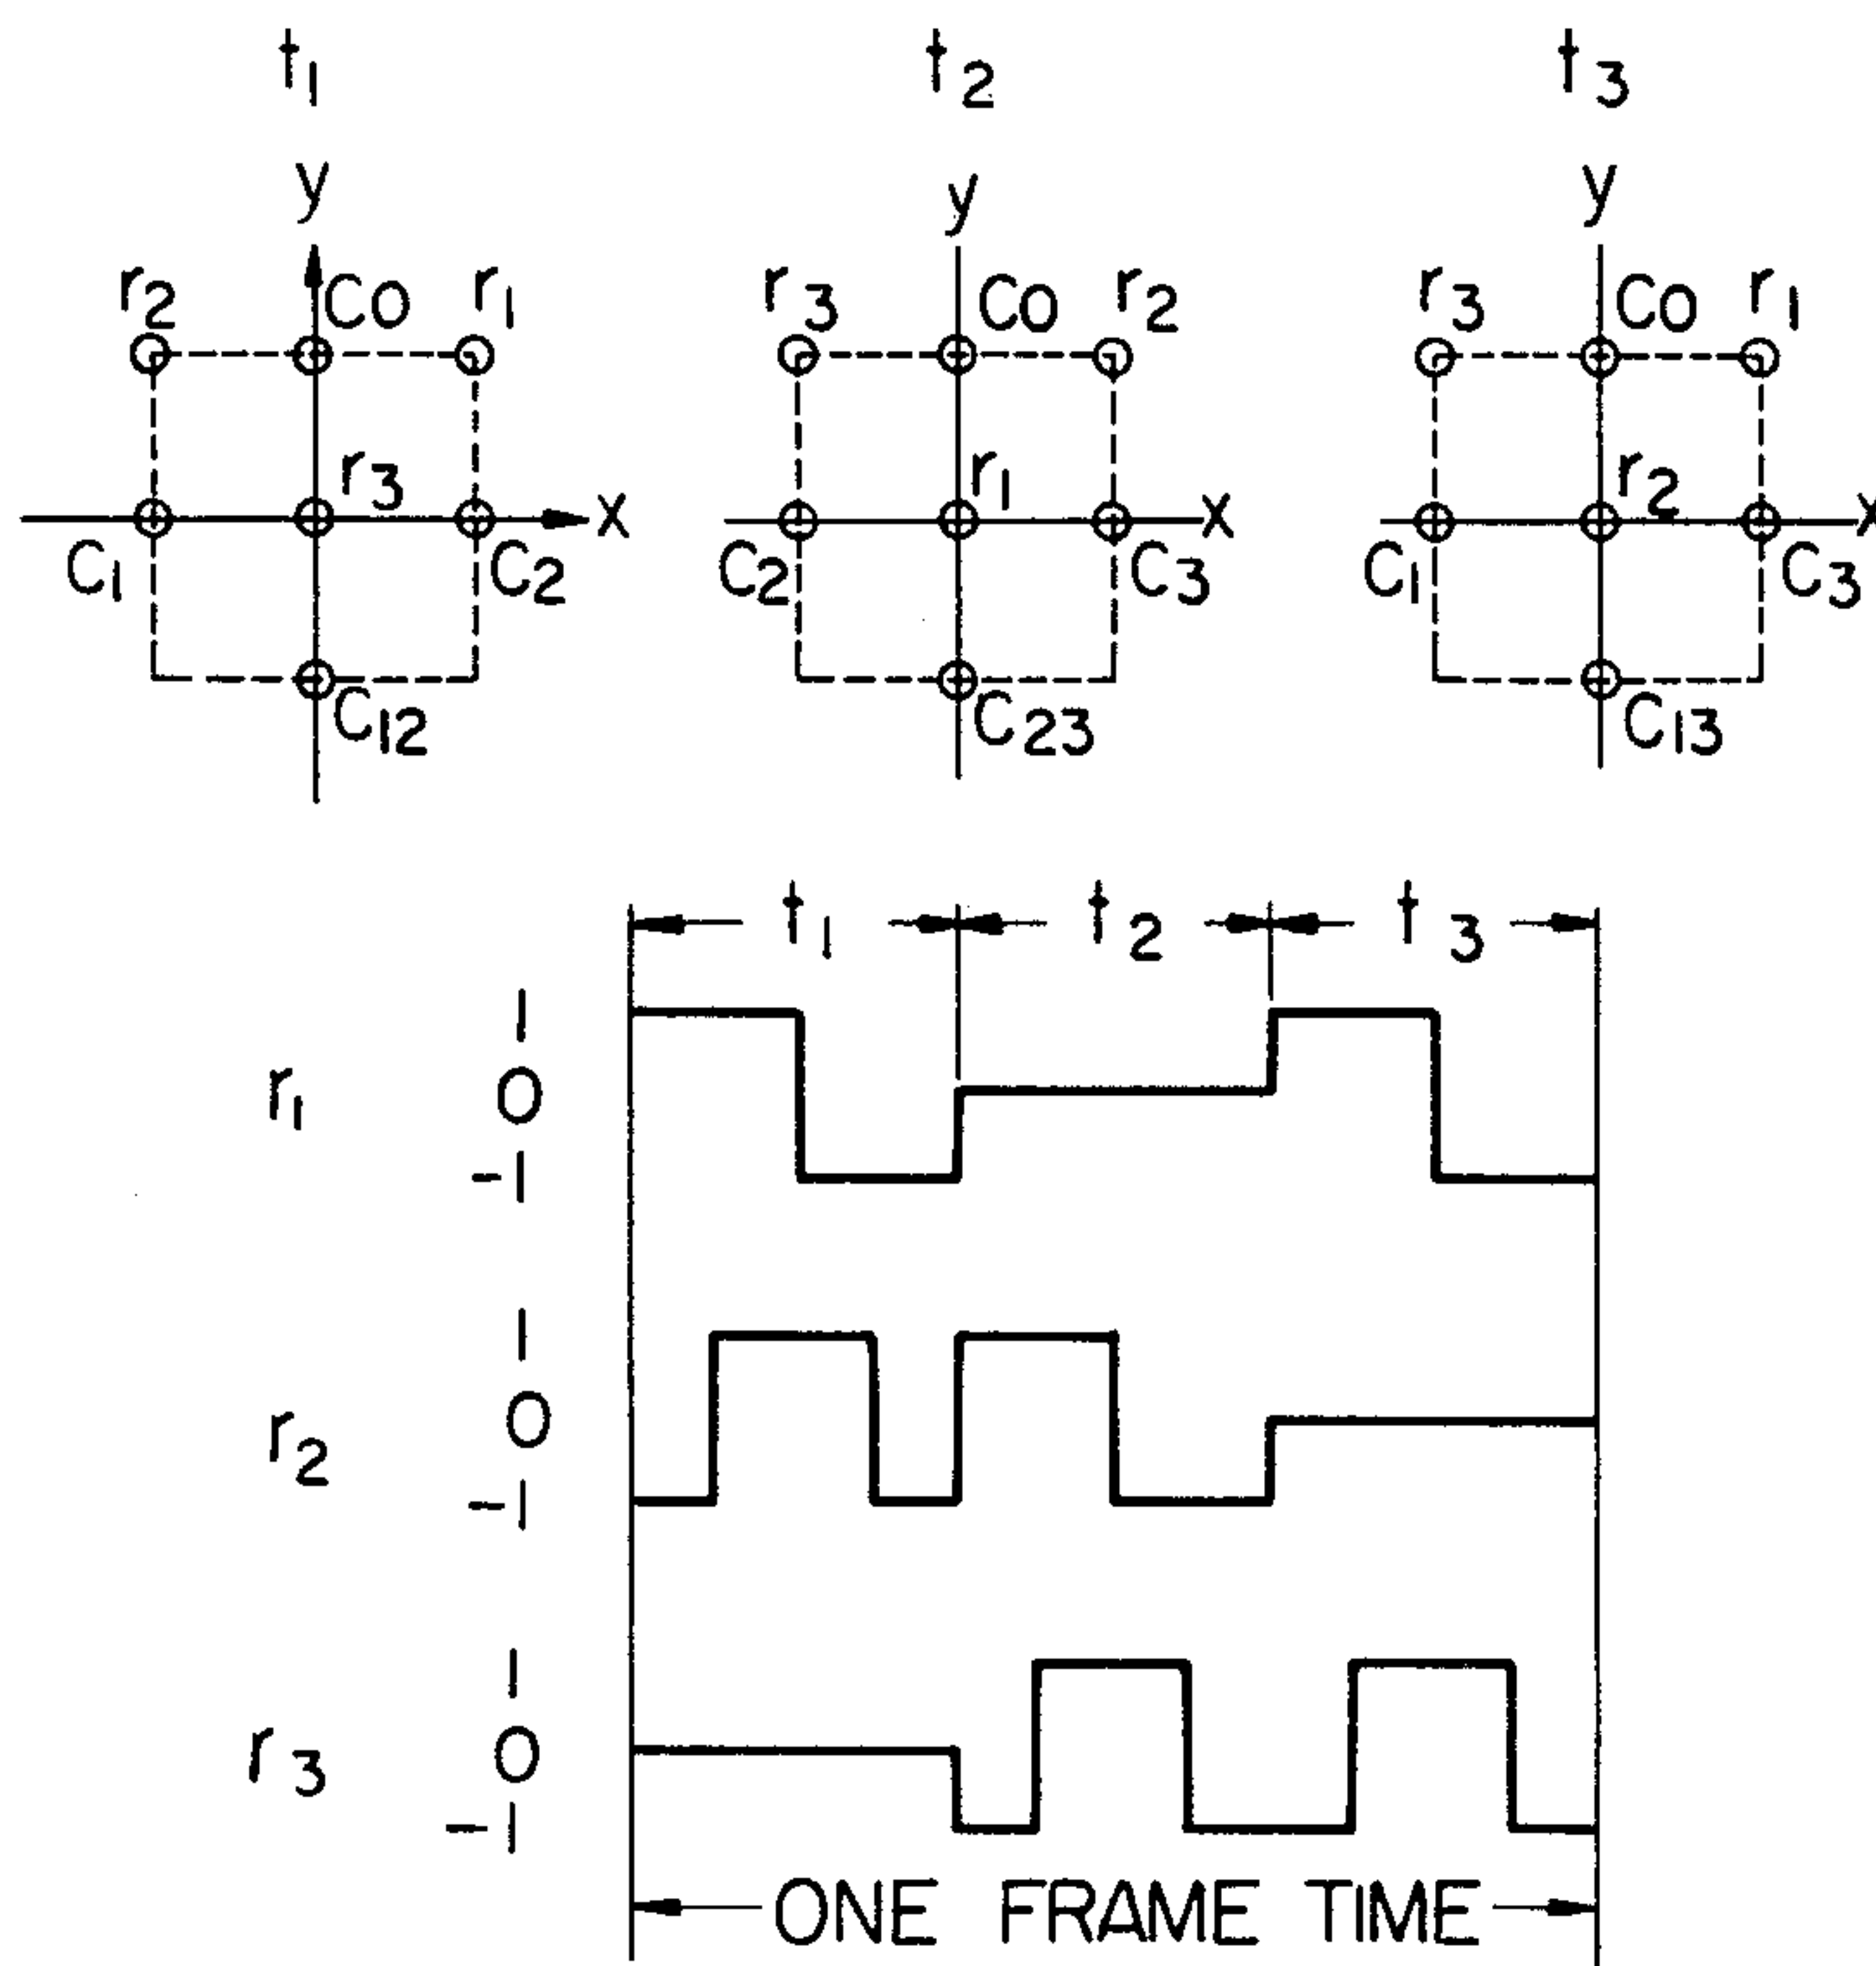 t1 t2 t3
y y y
r2 C0 r1 r3 C0 r2 r3 C0 r1
r3 X r1 X r2 X
C1 C2 C2 C3 C1 C3
C12 C23 C13
t1 t2 t3
1
r1 0
-1
1
r2 0
-1
1
r3 0
-1
ONE FRAME TIME